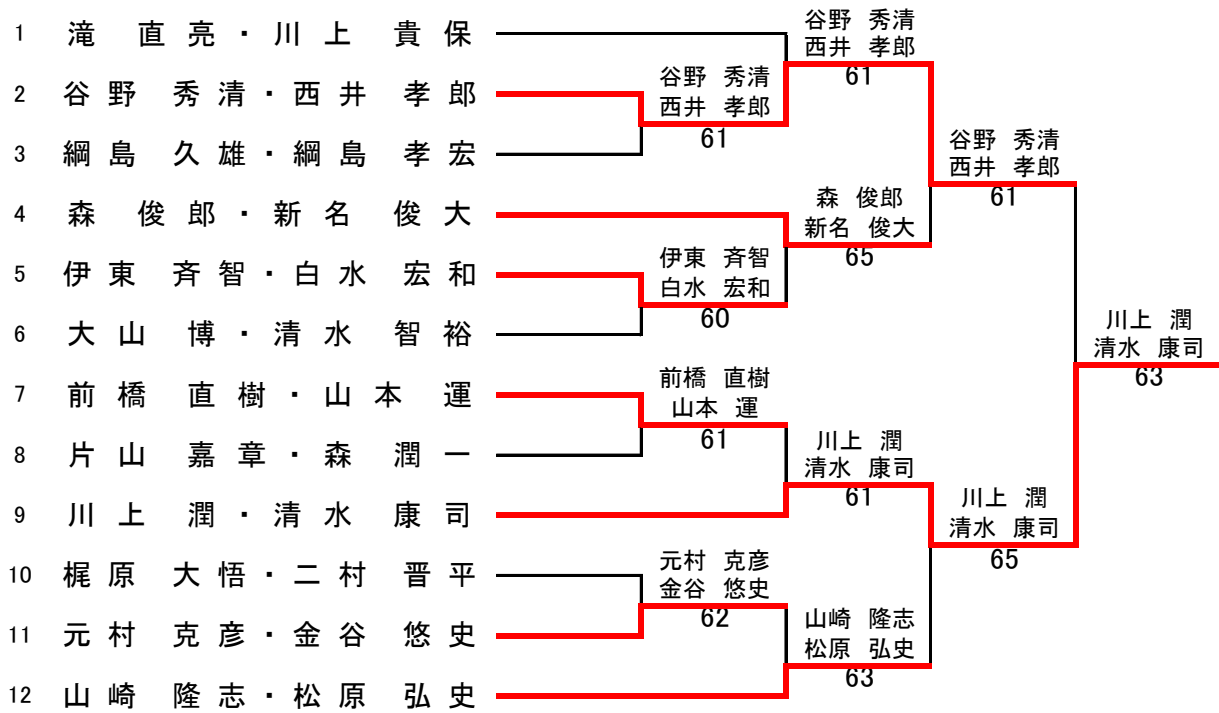 1 滝 直亮・川上 貴保
2 谷野 秀清・西井 孝郎
3 綱島 久雄・綱島 孝宏
4 森 俊郎・新名 俊大
5 伊東 斉智・白水 宏和
6 大山 博・清水 智裕
7 前橋 直樹・山本 運
8 片山 嘉章・森 潤一
9 川上 潤・清水 康司
10 梶原 大悟・二村 晋平
11 元村 克彦・金谷 悠史
12 山崎 隆志・松原 弘史
谷野 秀清
西井 孝郎
61
伊東 斉智
白水 宏和
60
前橋 直樹
山本 運
61
元村 克彦
金谷 悠史
62
谷野 秀清
西井 孝郎
61
森 俊郎
新名 俊大
65
川上 潤
清水 康司
61
山崎 隆志
松原 弘史
63
谷野 秀清
西井 孝郎
61
川上 潤
清水 康司
65
川上 潤
清水 康司
63